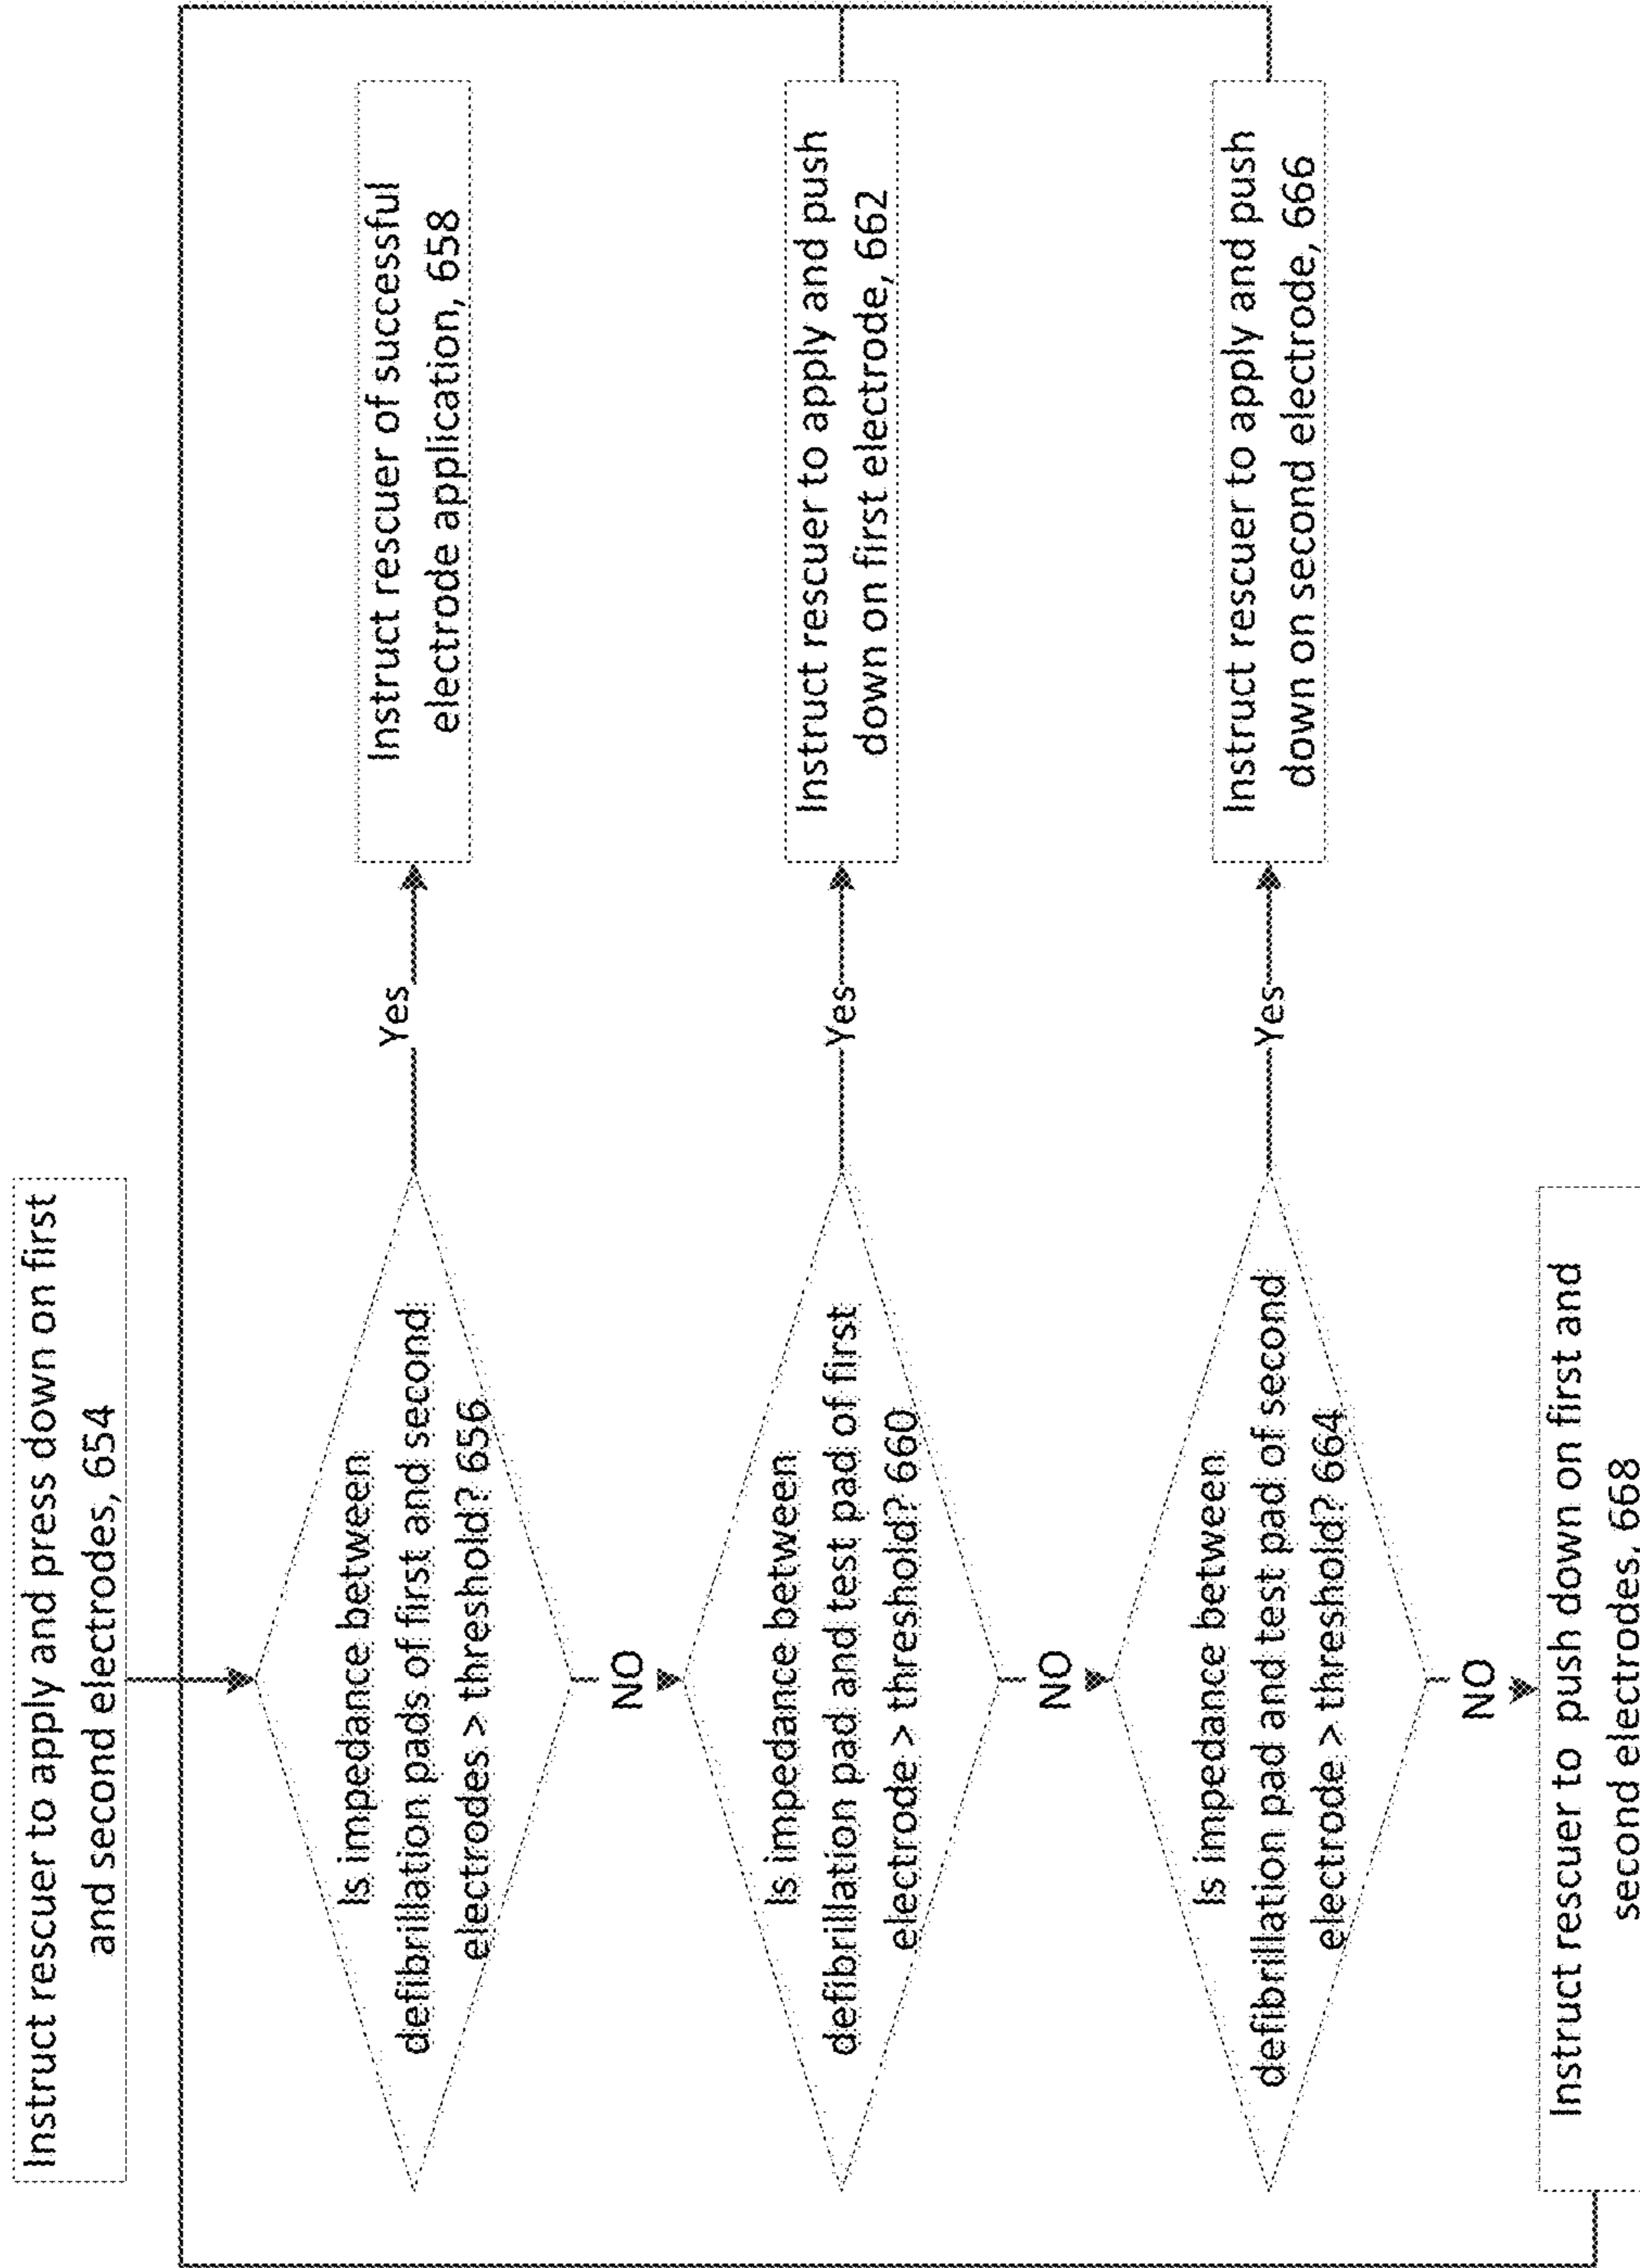 Instruct rescuer to apply and press down on first
and second electrodes, 654
Is impedance between
defibrillation pads of first and second
electrodes > threshold? 656
Yes
Instruct rescuer of successful
electrode application, 658
NO
Is impedance between
defibrillation pad and test pad of first
electrode > threshold? 660
Yes
Instruct rescuer to apply and push
down on first electrode, 662
NO
Is impedance between
defibrillation pad and test pad of second
electrode > threshold? 664
Yes
Instruct rescuer to apply and push
down on second electrode, 666
NO
Instruct rescuer to push down on first and
second electrodes, 668